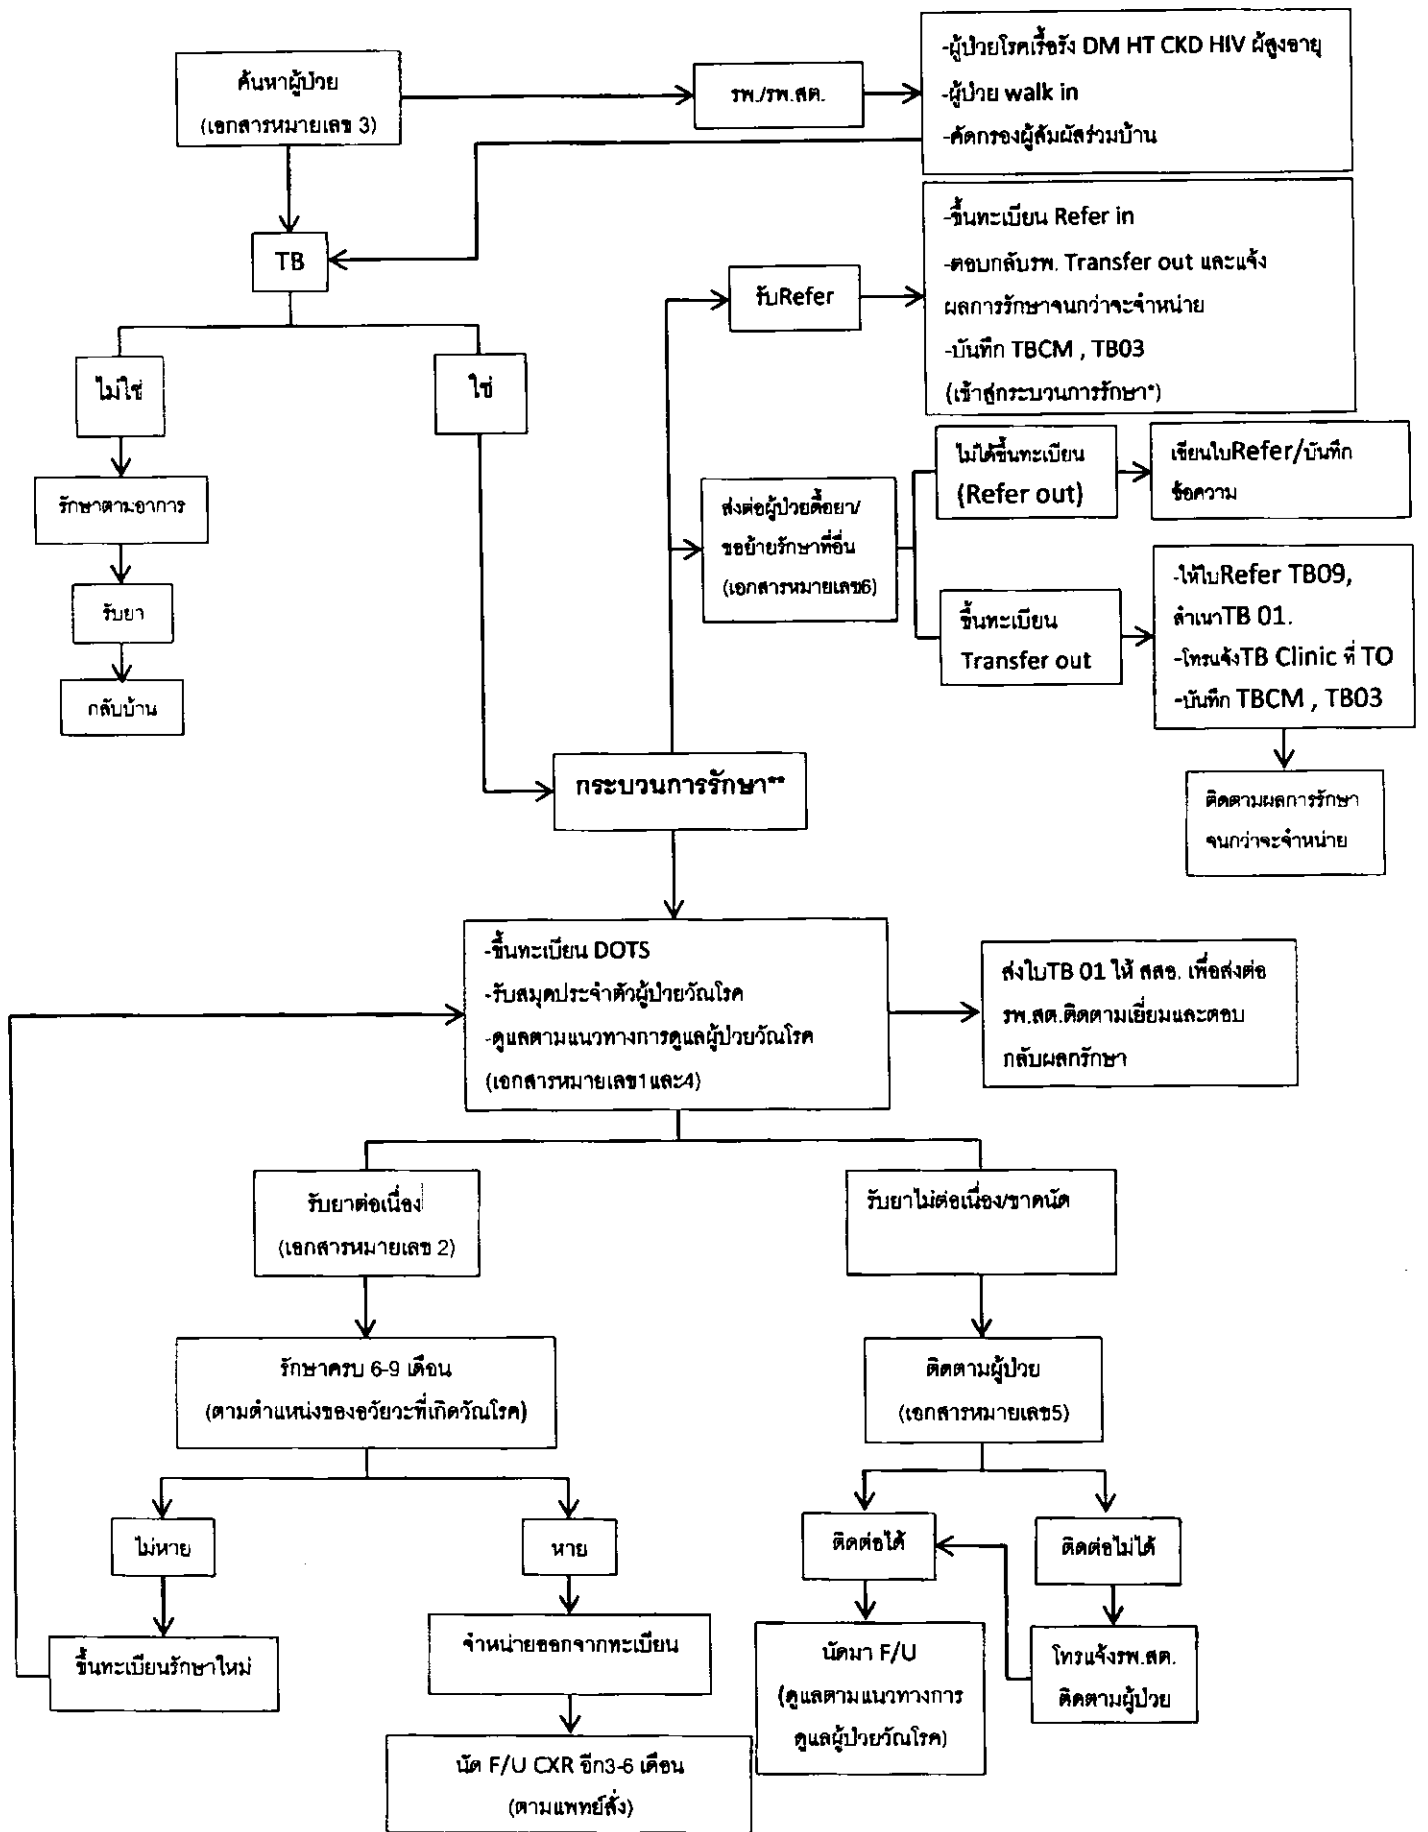 ค้นหาผู้ป่วย
(เอกสารหมายเลข 3)
รพ./รพ.สต.
-ผู้ป่วยโรคเรื้อรัง DM HT CKD HIV ผู้สูงอายุ
-ผู้ป่วย walk in
-คัดกรองผู้สัมผัสร่วมบ้าน
TB
ไม่ใช่
ใช่
รักษาตามอาการ
รับยา
กลับบ้าน
รับRefer
-ขึ้นทะเบียน Refer in
-ตอบกลับรพ. Transfer out และแจ้ง
ผลการรักษาจนกว่าจะจำหน่าย
-บันทึก TBCM , TB03
(เข้าสู่กระบวนการรักษา*)
ส่งต่อผู้ป่วยดื้อยา/
ขอย้ายรักษาที่อื่น
(เอกสารหมายเลข6)
ไม่ได้ขึ้นทะเบียน
(Refer out)
เขียนใบRefer/บันทึก
ข้อความ
ขึ้นทะเบียน
Transfer out
-ให้ใบRefer TB09,
สำเนาTB 01.
-โทรแจ้งTB Clinic ที่ TO
-บันทึก TBCM , TB03
ติดตามผลการรักษา
จนกว่าจะจำหน่าย
กระบวนการรักษา**
-ขึ้นทะเบียน DOTS
-รับสมุดประจำตัวผู้ป่วยวัณโรค
-ดูแลตามแนวทางการดูแลผู้ป่วยวัณโรค
(เอกสารหมายเลข1และ4)
ส่งใบTB 01 ให้ สสอ. เพื่อส่งต่อ
รพ.สต.ติดตามเยี่ยมและตอบ
กลับผลกรักษา
รับยาต่อเนื่อง
(เอกสารหมายเลข 2)
รับยาไม่ต่อเนื่อง/ขาดนัด
รักษาครบ 6-9 เดือน
(ตามตำแหน่งของอวัยวะที่เกิดวัณโรค)
ติดตามผู้ป่วย
(เอกสารหมายเลข5)
ไม่หาย
หาย
ติดต่อได้
ติดต่อไม่ได้
ขึ้นทะเบียนรักษาใหม่
จำหน่ายออกจากทะเบียน
นัดมา F/U
(ดูแลตามแนวทางการ
ดูแลผู้ป่วยวัณโรค)
โทรแจ้งรพ.สต.
ติดตามผู้ป่วย
นัด F/U CXR อีก3-6 เดือน
(ตามแพทย์สั่ง)